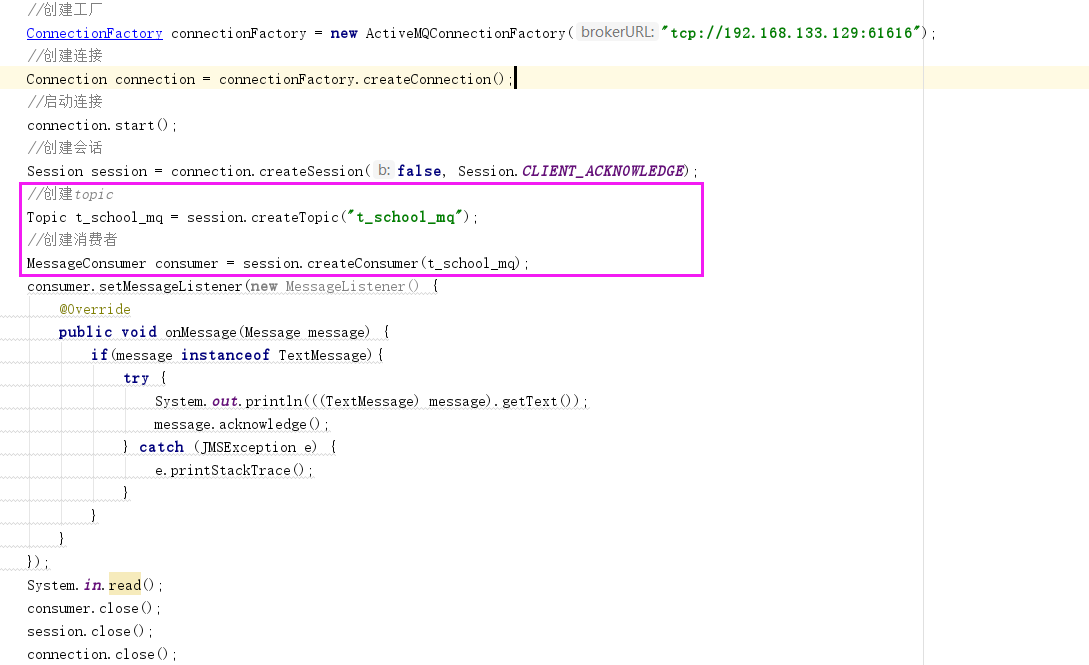 //创建工厂
ConnectionFactory connectionFactory = new ActiveMQConnectionFactory( brokerURL: "tcp://192.168.133.129:61616");
//创建连接
Connection connection = connectionFactory.createConnection();
//启动连接
connection.start();
//创建会话
Session session = connection.createSession( b: false, Session.CLIENT_ACKNOWLEDGE);
//创建topic
Topic t_school_mq = session.createTopic("t_school_mq");
//创建消费者
MessageConsumer consumer = session.createConsumer(t_school_mq);
consumer.setMessageListener(new MessageListener() {
    @Override
    public void onMessage(Message message) {
        if(message instanceof TextMessage){
            try {
                System.out.println(((TextMessage) message).getText());
                message.acknowledge();
            } catch (JMSException e) {
                e.printStackTrace();
            }
        }
    }
});
System.in.read();
consumer.close();
session.close();
connection.close();